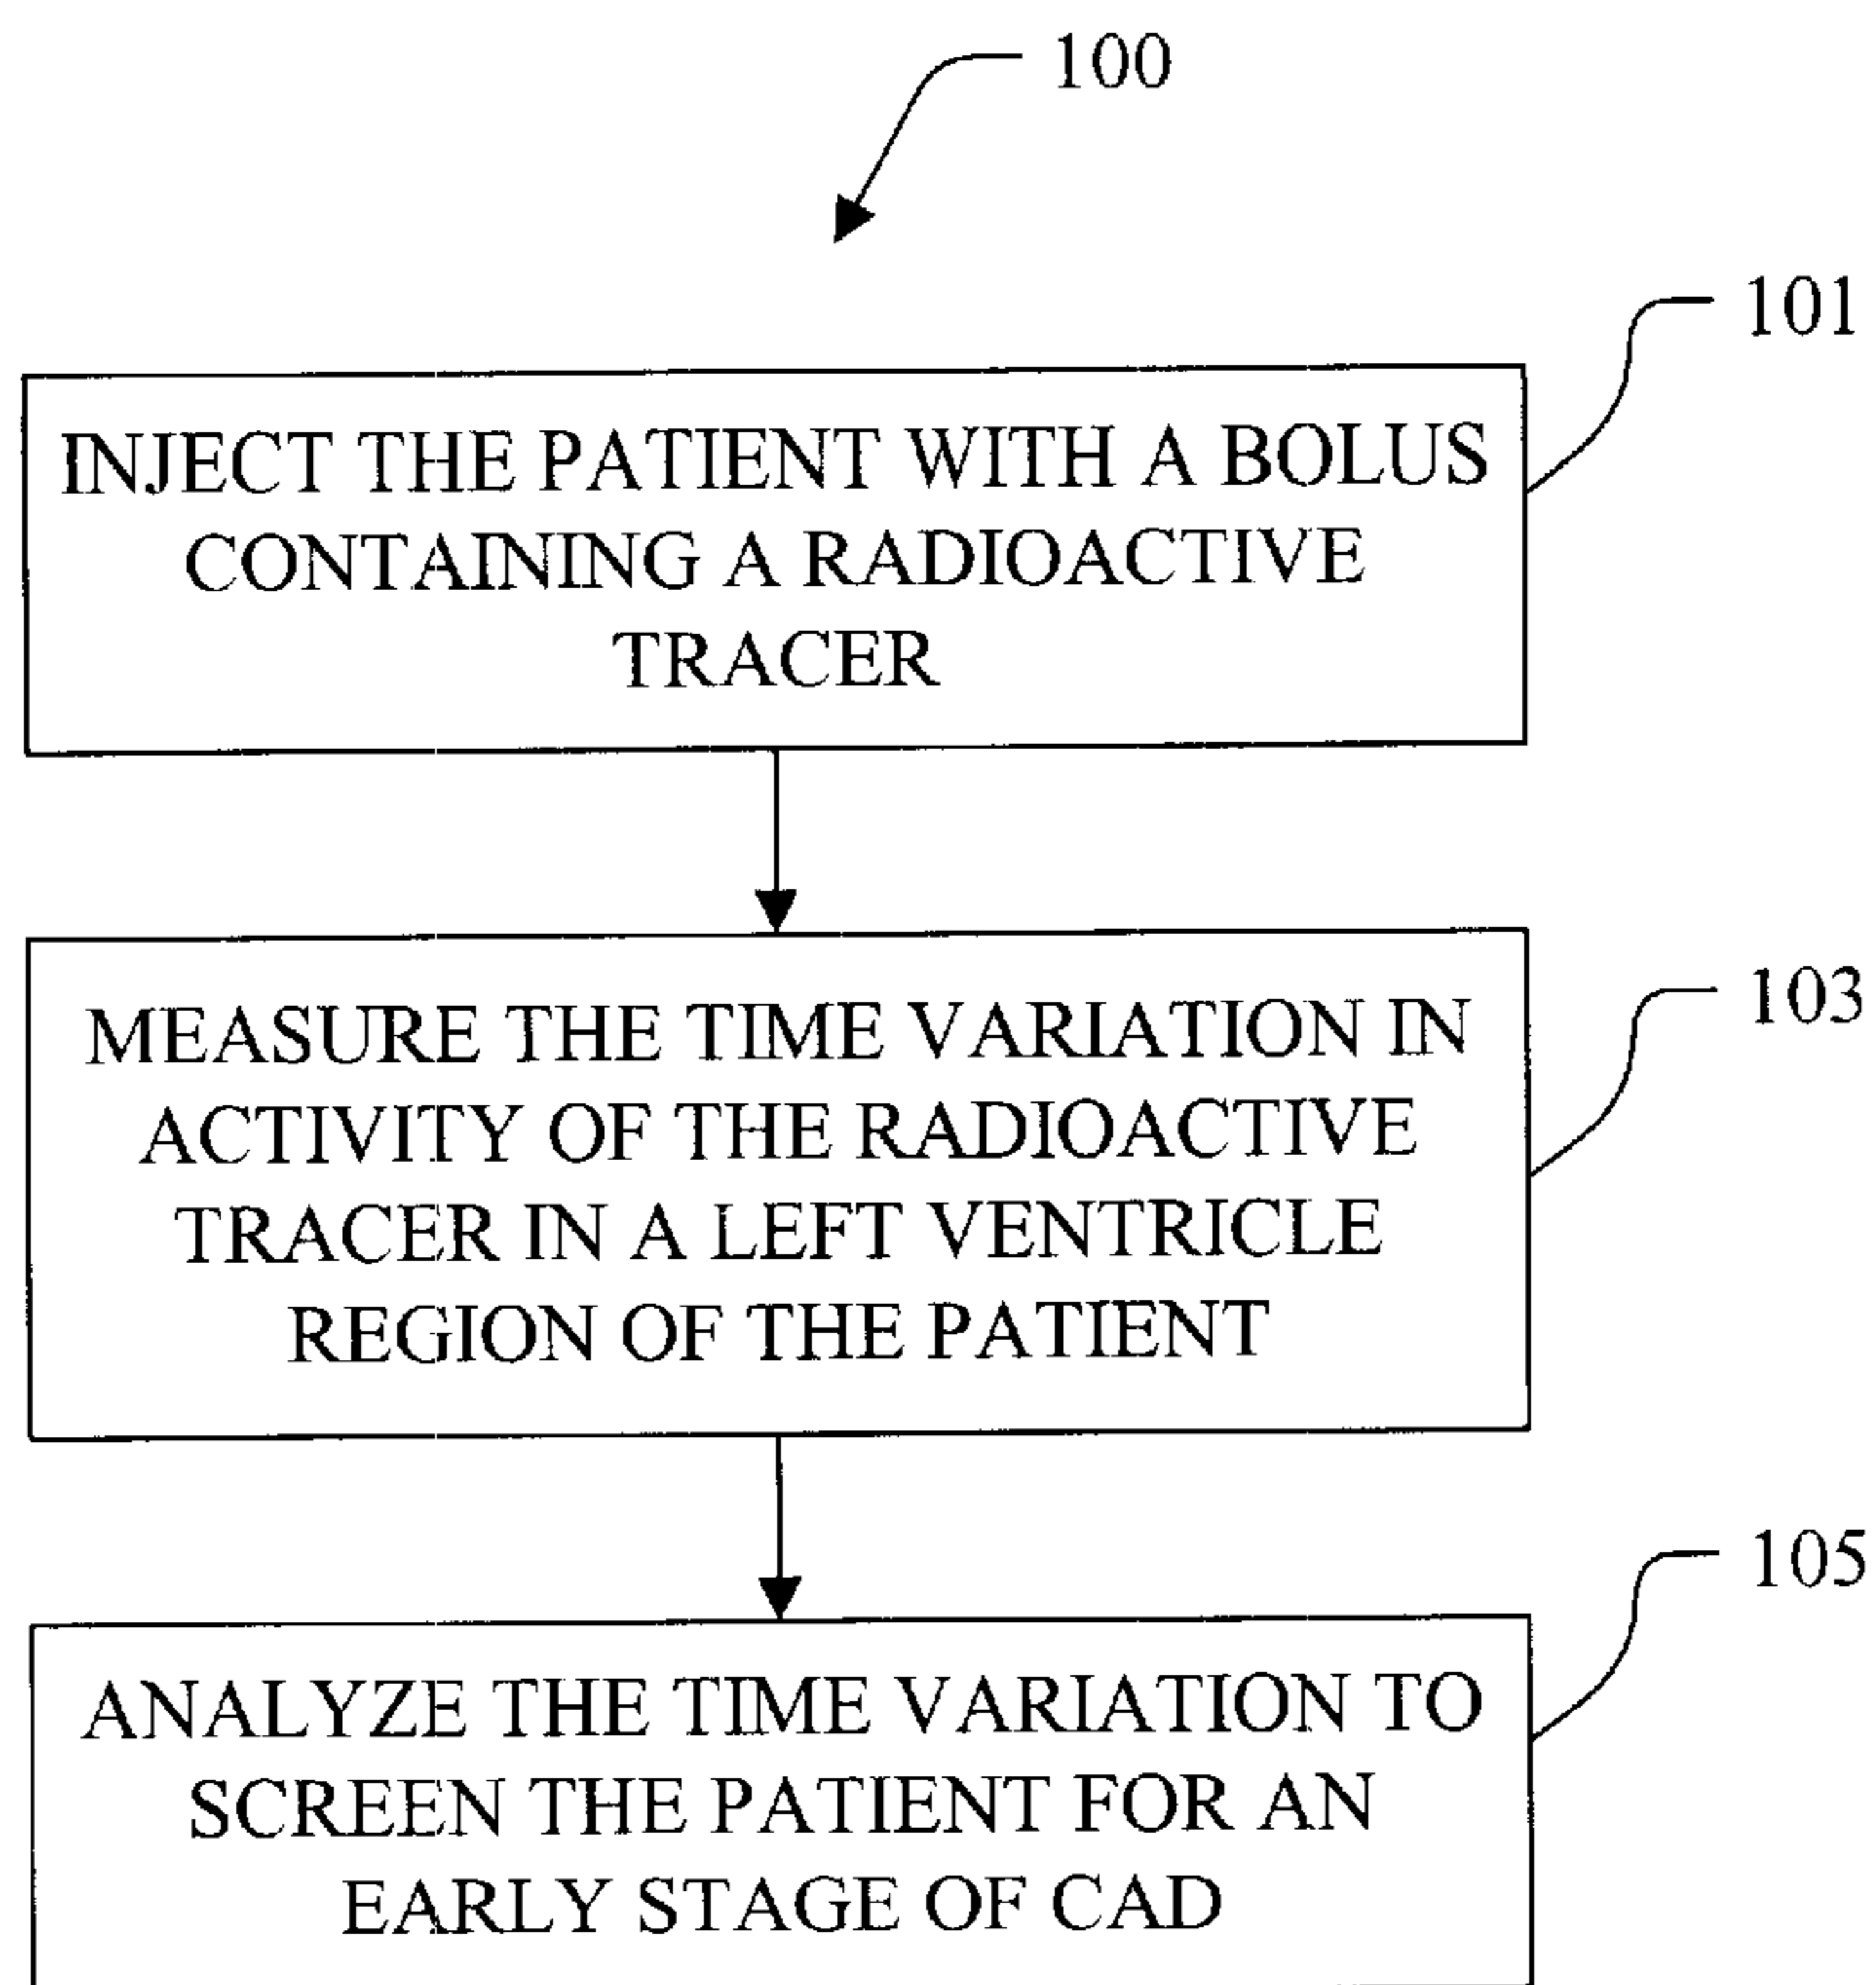 100
101
INJECT THE PATIENT WITH A BOLUS
CONTAINING A RADIOACTIVE
TRACER
103
MEASURE THE TIME VARIATION IN
ACTIVITY OF THE RADIOACTIVE
TRACER IN A LEFT VENTRICLE
REGION OF THE PATIENT
105
ANALYZE THE TIME VARIATION TO
SCREEN THE PATIENT FOR AN
EARLY STAGE OF CAD